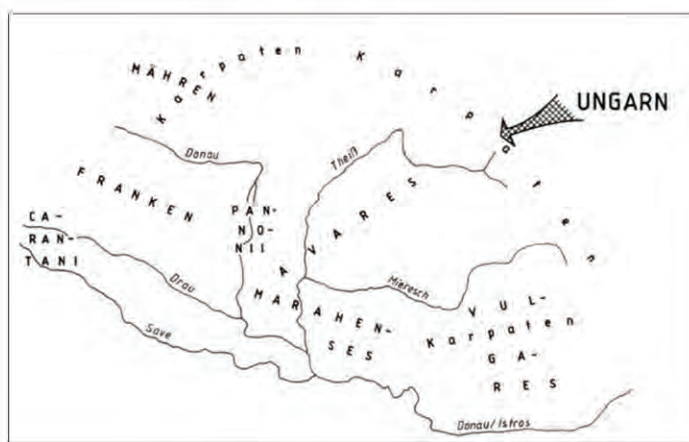 Karpaten Karpaten
MÄHREN
UNGARN
Donau
Theiß
FRANKEN
AVARES
PAN-
NO-
NII
CA-
RAN-
TANI
Drau
Mieresch
MARAHEN-
SES
VUL-
Karpaten
GA-
RES
Save
Donau/Istros